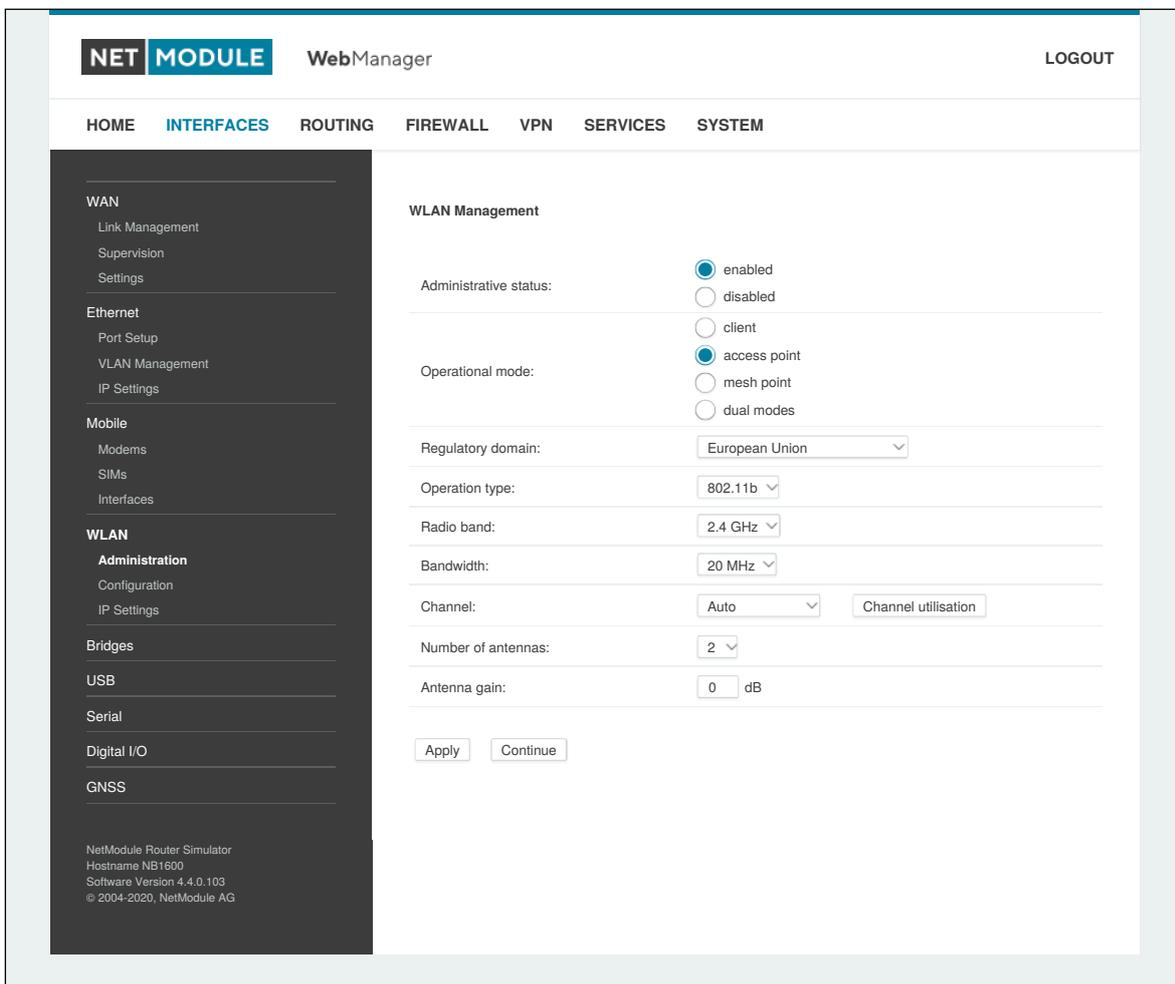 NET MODULE WebManager LOGOUT
HOME INTERFACES ROUTING FIREWALL VPN SERVICES SYSTEM
WAN
Link Management
Supervision
Settings
Ethernet
Port Setup
VLAN Management
IP Settings
Mobile
Modems
SIMs
Interfaces
WLAN
Administration
Configuration
IP Settings
Bridges
USB
Serial
Digital I/O
GNSS
NetModule Router Simulator
Hostname NB1600
Software Version 4.4.0.103
© 2004-2020, NetModule AG
WLAN Management
Administrative status:
enabled
disabled
Operational mode:
client
access point
mesh point
dual modes
Regulatory domain: European Union
Operation type: 802.11b
Radio band: 2.4 GHz
Bandwidth: 20 MHz
Channel: Auto Channel utilisation
Number of antennas: 2
Antenna gain: 0 dB
Apply Continue